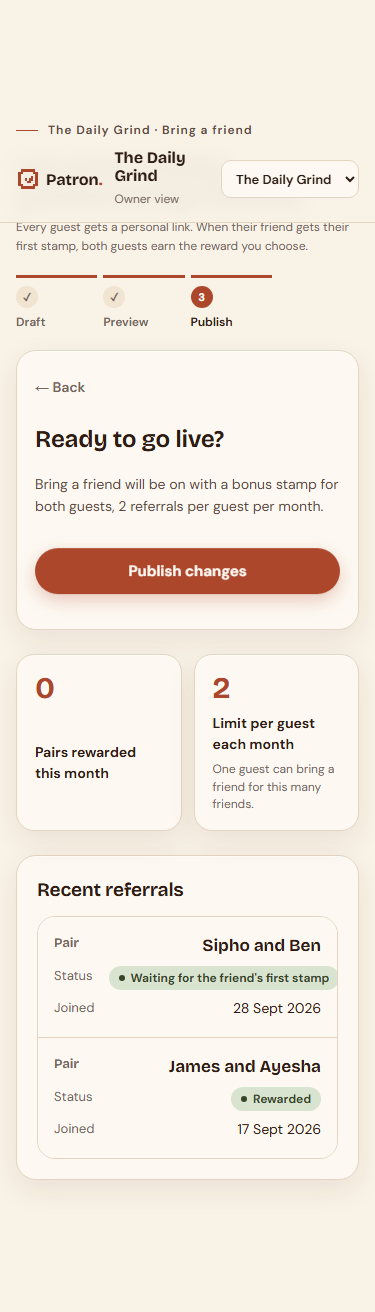 The Daily Grind · Bring a friend
Patron.
The Daily
Grind
Owner view
The Daily Grind
Every guest gets a personal link. When their friend gets their
first stamp, both guests earn the reward you choose.
✓
✓
3
Draft
Preview
Publish
← Back
Ready to go live?
Bring a friend will be on with a bonus stamp for
both guests, 2 referrals per guest per month.
Publish changes
0
Pairs rewarded
this month
2
Limit per guest
each month
One guest can bring a
friend for this many
friends.
Recent referrals
Pair Sipho and Ben
Status Waiting for the friend's first stamp
Joined 28 Sept 2026
Pair James and Ayesha
Status Rewarded
Joined 17 Sept 2026